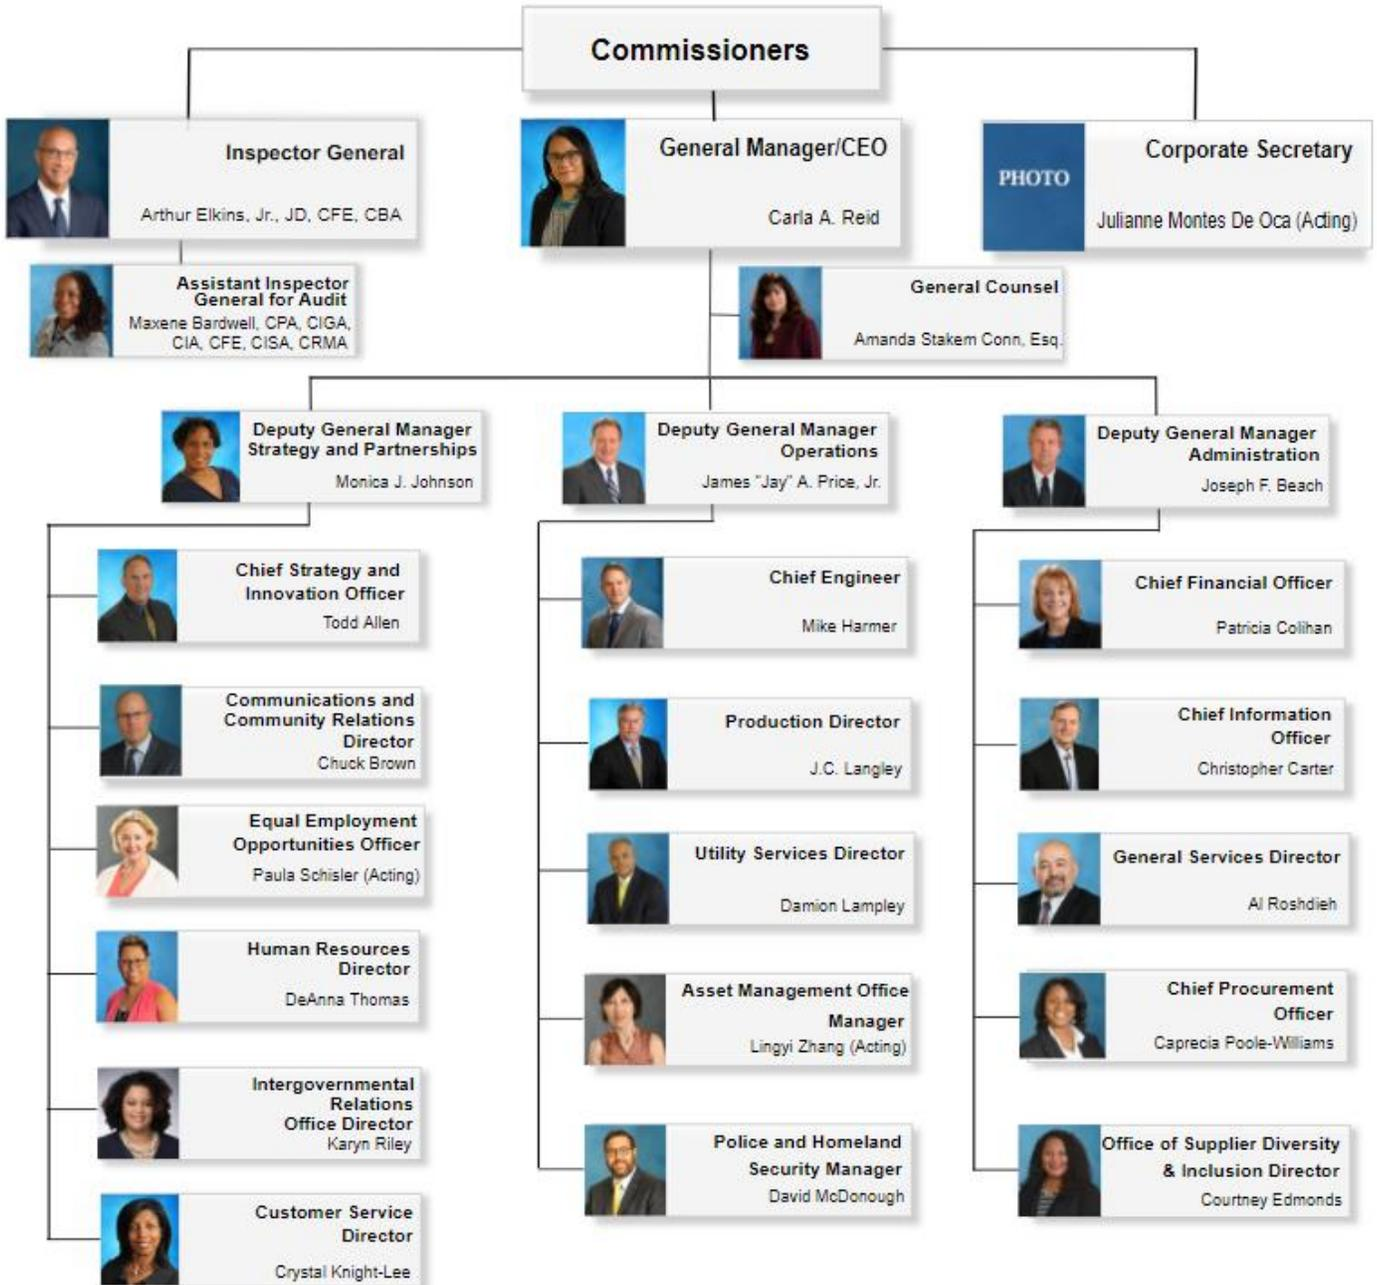 Commissioners
Inspector General
Arthur Elkins, Jr., JD, CFE, CBA
General Manager/CEO
Carla A. Reid
PHOTO
Corporate Secretary
Julianne Montes De Oca (Acting)
Assistant Inspector
General for Audit
Maxene Bardwell, CPA, CIGA,
CIA, CFE, CISA, CRMA
General Counsel
Amanda Stakem Conn, Esq.
Deputy General Manager
Strategy and Partnerships
Monica J. Johnson
Deputy General Manager
Operations
James "Jay" A. Price, Jr.
Deputy General Manager
Administration
Joseph F. Beach
Chief Strategy and
Innovation Officer
Todd Allen
Communications and
Community Relations
Director
Chuck Brown
Equal Employment
Opportunities Officer
Paula Schisler (Acting)
Human Resources
Director
DeAnna Thomas
Intergovernmental
Relations
Office Director
Karyn Riley
Customer Service
Director
Crystal Knight-Lee
Chief Engineer
Mike Harmer
Production Director
J.C. Langley
Utility Services Director
Damion Lampley
Asset Management Office
Manager
Lingyi Zhang (Acting)
Police and Homeland
Security Manager
David McDonough
Chief Financial Officer
Patricia Colihan
Chief Information
Officer
Christopher Carter
General Services Director
Al Roshdieh
Chief Procurement
Officer
Caprecia Poole-Williams
Office of Supplier Diversity
& Inclusion Director
Courtney Edmonds